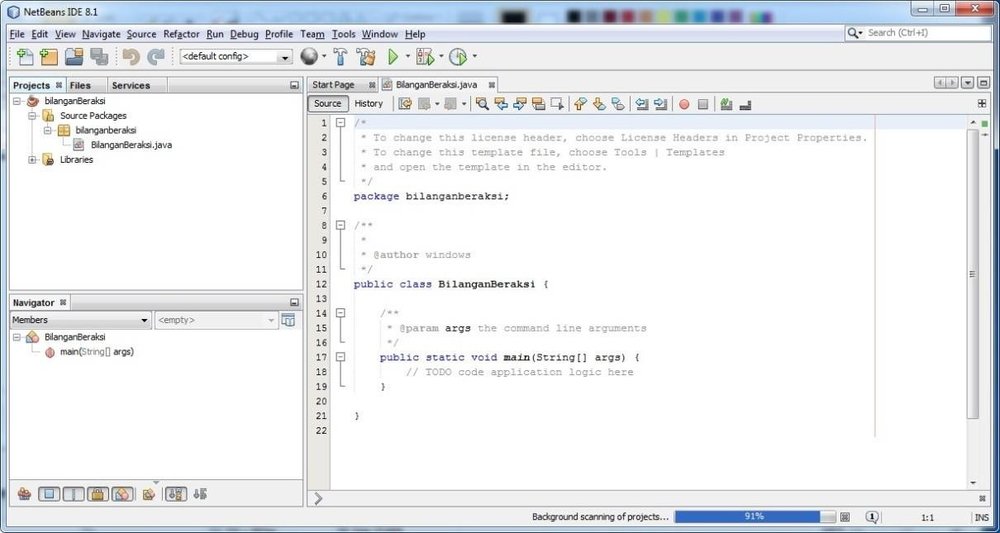 NetBeans IDE 8.1
File Edit View Navigate Source Refactor Run Debug Profile Team Tools Window Help
Search (Ctrl+I)
<default config>
Projects Files Services
bilanganBeraksi
Source Packages
bilanganberaksi
BilanganBeraksi.java
Libraries
Navigator
Members <empty>
BilanganBeraksi
main(String[] args)
Start Page BilanganBeraksi.java
Source History
1 /*
2 * To change this license header, choose License Headers in Project Properties.
3 * To change this template file, choose Tools | Templates
4 * and open the template in the editor.
5 */
6 package bilanganberaksi;
7
8 /**
9 *
10 * @author windows
11 */
12 public class BilanganBeraksi {
13
14 /**
15 * @param args the command line arguments
16 */
17 public static void main(String[] args) {
18 // TODO code application logic here
19 }
20
21 }
22
Background scanning of projects... 91% 1 1:1 INS